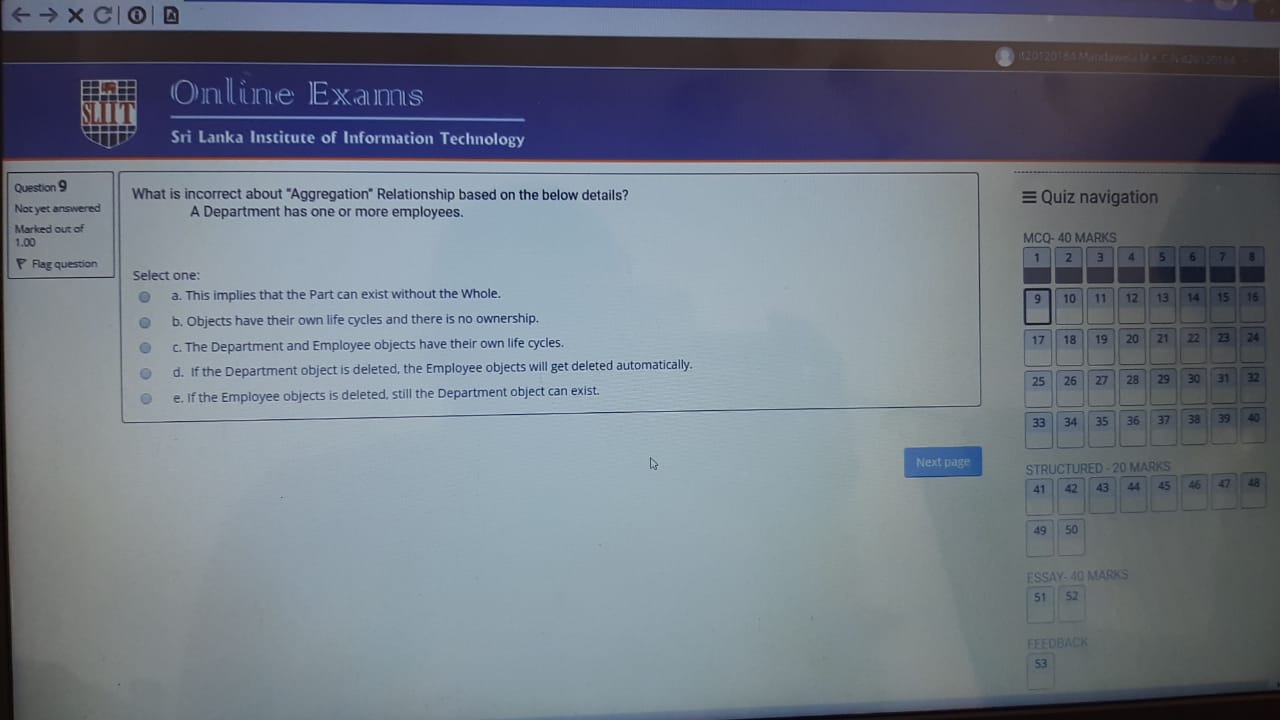 SLIIT
Online Exams
Sri Lanka Institute of Information Technology
Question 9
Not yet answered
Marked out of
1.00
Flag question
What is incorrect about "Aggregation" Relationship based on the below details?
A Department has one or more employees.
Select one:
a. This implies that the Part can exist without the Whole.
b. Objects have their own life cycles and there is no ownership.
c. The Department and Employee objects have their own life cycles.
d. If the Department object is deleted, the Employee objects will get deleted automatically.
e. If the Employee objects is deleted, still the Department object can exist.
Next page
Quiz navigation
MCQ- 40 MARKS
1 2 3 4 5 6 7 8
9 10 11 12 13 14 15 16
17 18 19 20 21 22 23 24
25 26 27 28 29 30 31 32
33 34 35 36 37 38 39 40
STRUCTURED - 20 MARKS
41 42 43 44 45 46 47 48
49 50
ESSAY- 40 MARKS
51 52
FEEDBACK
53